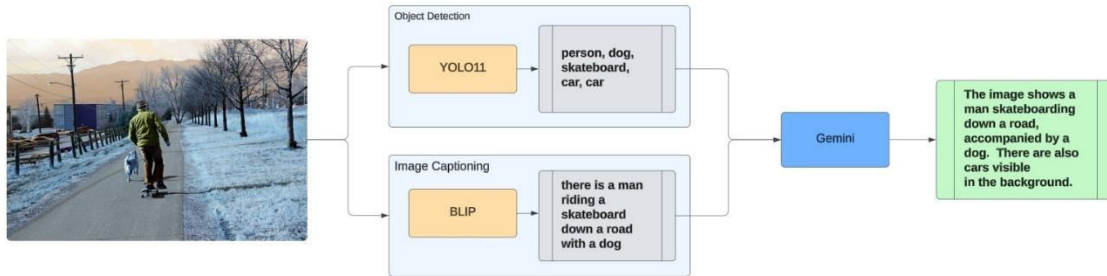 Object Detection
YOLO11
person, dog,
skateboard,
car, car
Image Captioning
BLIP
there is a man
riding a
skateboard
down a road
with a dog
Gemini
The image shows a
man skateboarding
down a road,
accompanied by a
dog. There are also
cars visible
in the background.